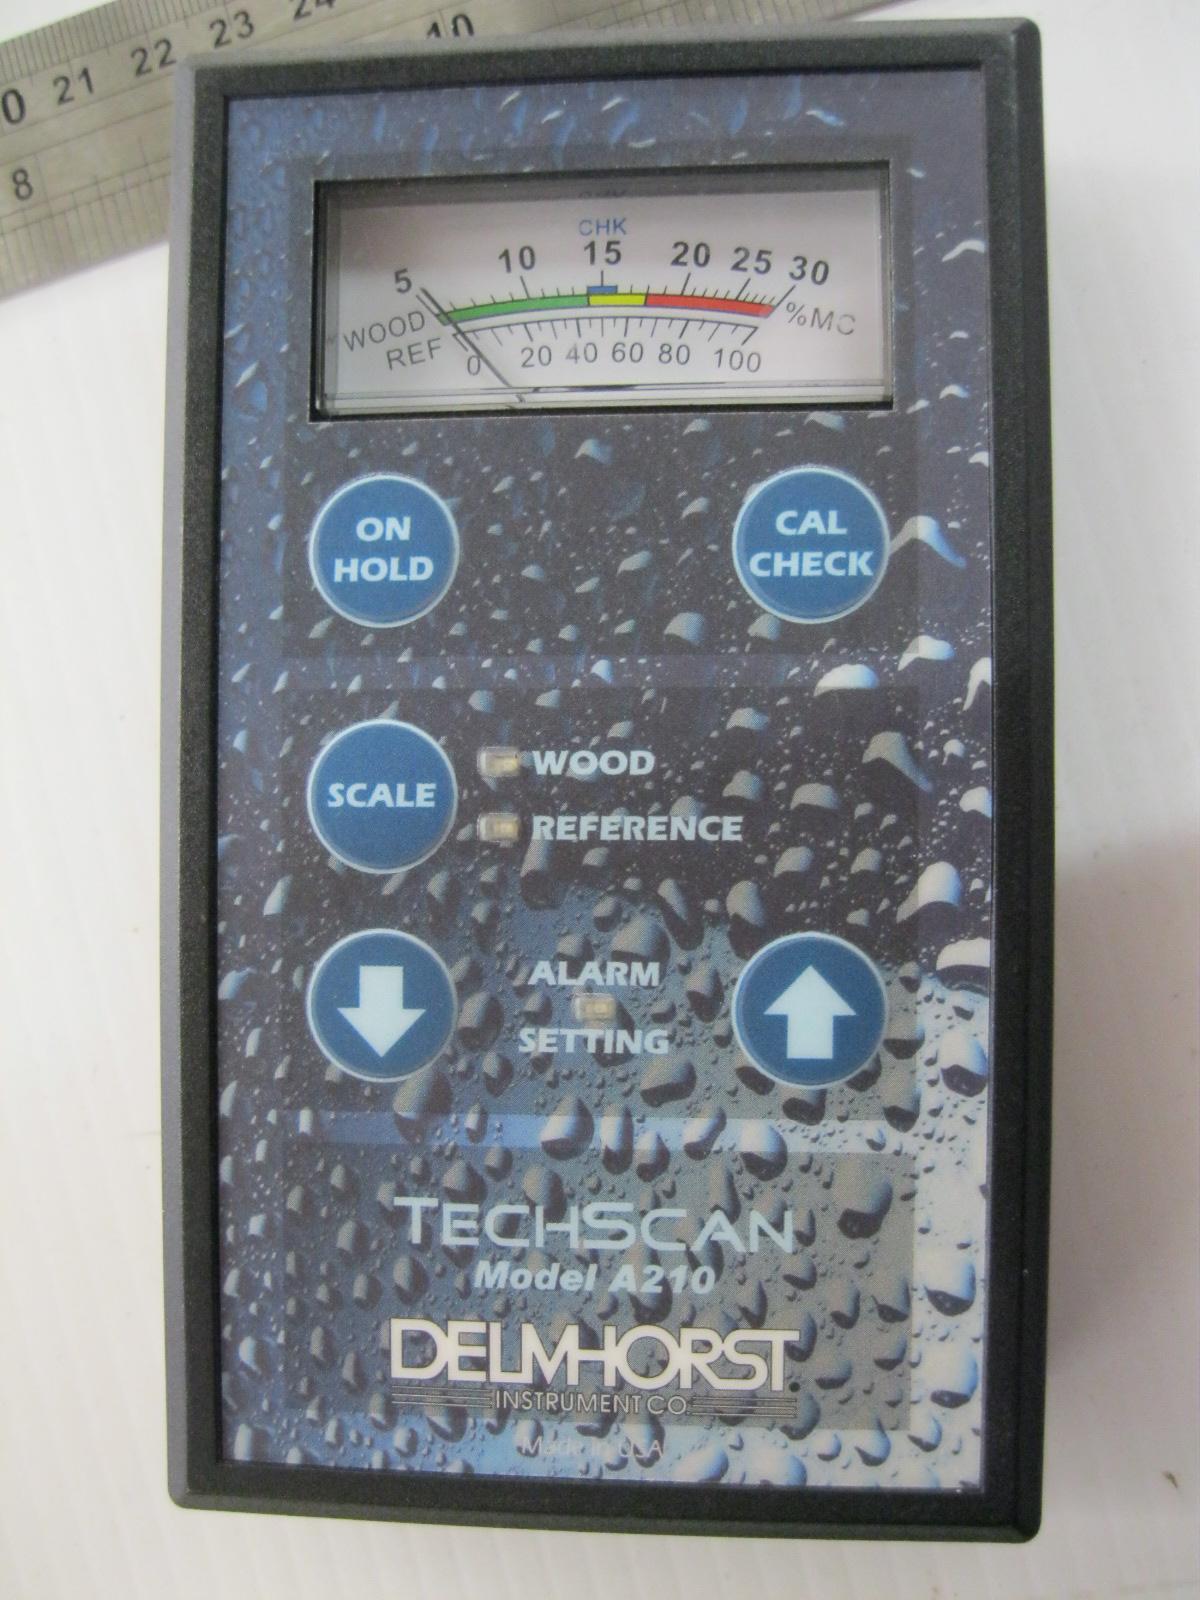 21 22 23 24
0
10
8
CHK
5 10 15 20 25 30
WOOD %MC
REF 0 20 40 60 80 100
ON
HOLD
CAL
CHECK
SCALE
WOOD
REFERENCE
ALARM
SETTING
TECHSCAN
Model A210
DELMHORST
INSTRUMENT CO.
Made in USA